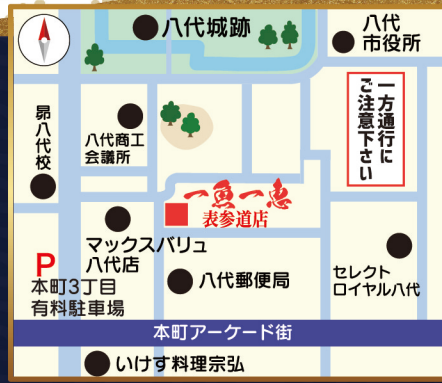 八代城跡
八代
市役所
一方通行に
ご注意下さい
昴八代校
八代商工
会議所
一魚一恵
表参道店
マックスバリュ
八代店
P
本町3丁目
有料駐車場
八代郵便局
セレクト
ロイヤル八代
本町アーケード街
いけす料理宗弘